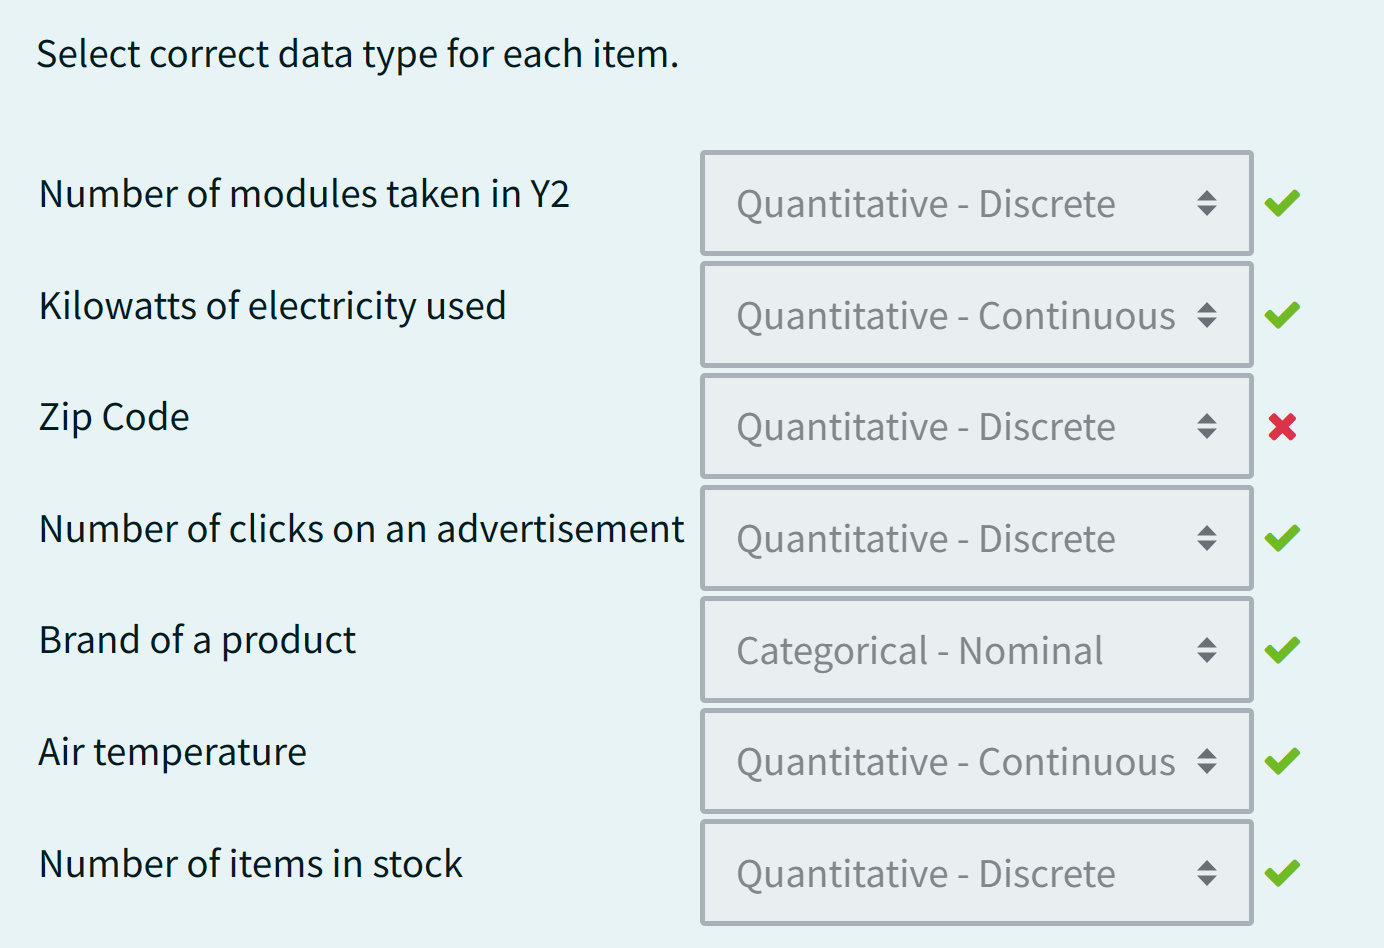 Select correct data type for each item.
Number of modules taken in Y2
Quantitative - Discrete
Kilowatts of electricity used
Quantitative - Continuous
Zip Code
Quantitative - Discrete
Number of clicks on an advertisement
Quantitative - Discrete
Brand of a product
Categorical - Nominal
Air temperature
Quantitative - Continuous
Number of items in stock
Quantitative - Discrete